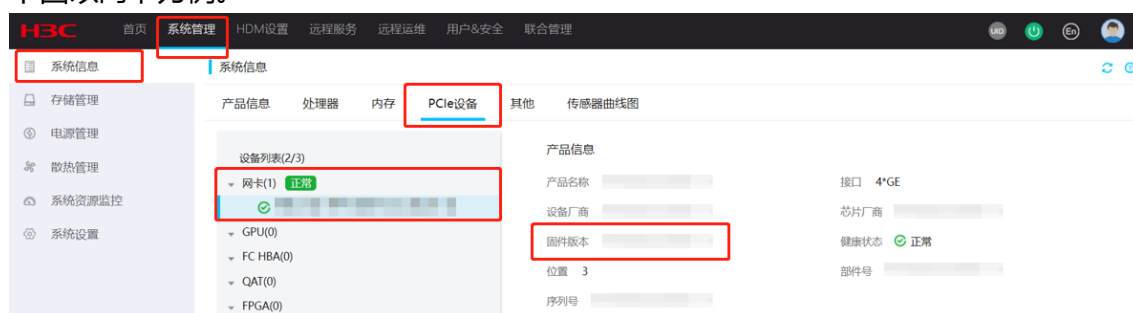 H3C 首页 系统管理 HDM设置 远程服务 远程运维 用户&安全 联合管理 UID En
系统信息
存储管理
电源管理
散热管理
系统资源监控
系统设置
系统信息
产品信息 处理器 内存 PCIe设备 其他 传感器曲线图
设备列表(2/3)
网卡(1) 正常
GPU(0)
FC HBA(0)
QAT(0)
FPGA(0)
产品信息
产品名称 接口 4*GE
设备厂商 芯片厂商
固件版本 健康状态 正常
位置 3 部件号
序列号